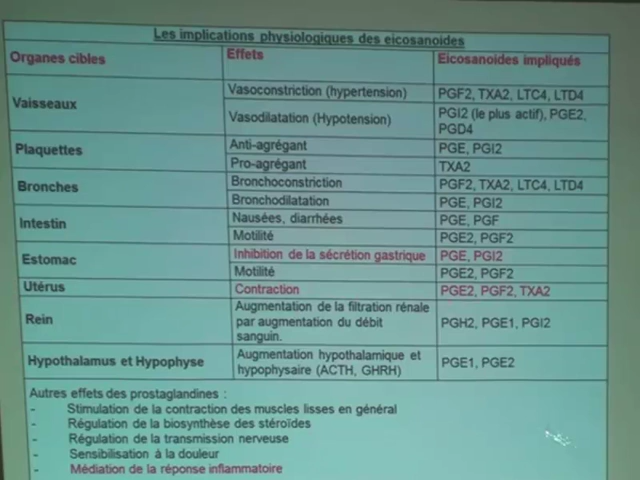 Les implications physiologiques des eicosanoides
Organes cibles Effets Eicosanoides impliqués
Vaisseaux Vasoconstriction (hypertension) PGF2, TXA2, LTC4, LTD4
Vasodilatation (Hypotension) PGI2 (le plus actif), PGE2,
PGD4
Plaquettes Anti-agrégant PGE, PGI2
Pro-agrégant TXA2
Bronches Bronchoconstriction PGF2, TXA2, LTC4, LTD4
Bronchodilatation PGE, PGI2
Intestin Nausées, diarrhées PGE, PGF
Motilité PGE2, PGF2
Estomac Inhibition de la sécrétion gastrique PGE, PGI2
Motilité PGE2, PGF2
Utérus Contraction PGE2, PGF2, TXA2
Rein Augmentation de la filtration rénale
par augmentation du débit PGH2, PGE1, PGI2
sanguin.
Hypothalamus et Hypophyse Augmentation hypothalamique et PGE1, PGE2
hypophysaire (ACTH, GHRH)
Autres effets des prostaglandines :
- Stimulation de la contraction des muscles lisses en général
- Régulation de la biosynthèse des stéroïdes
- Régulation de la transmission nerveuse
- Sensibilisation à la douleur
- Médiation de la réponse inflammatoire